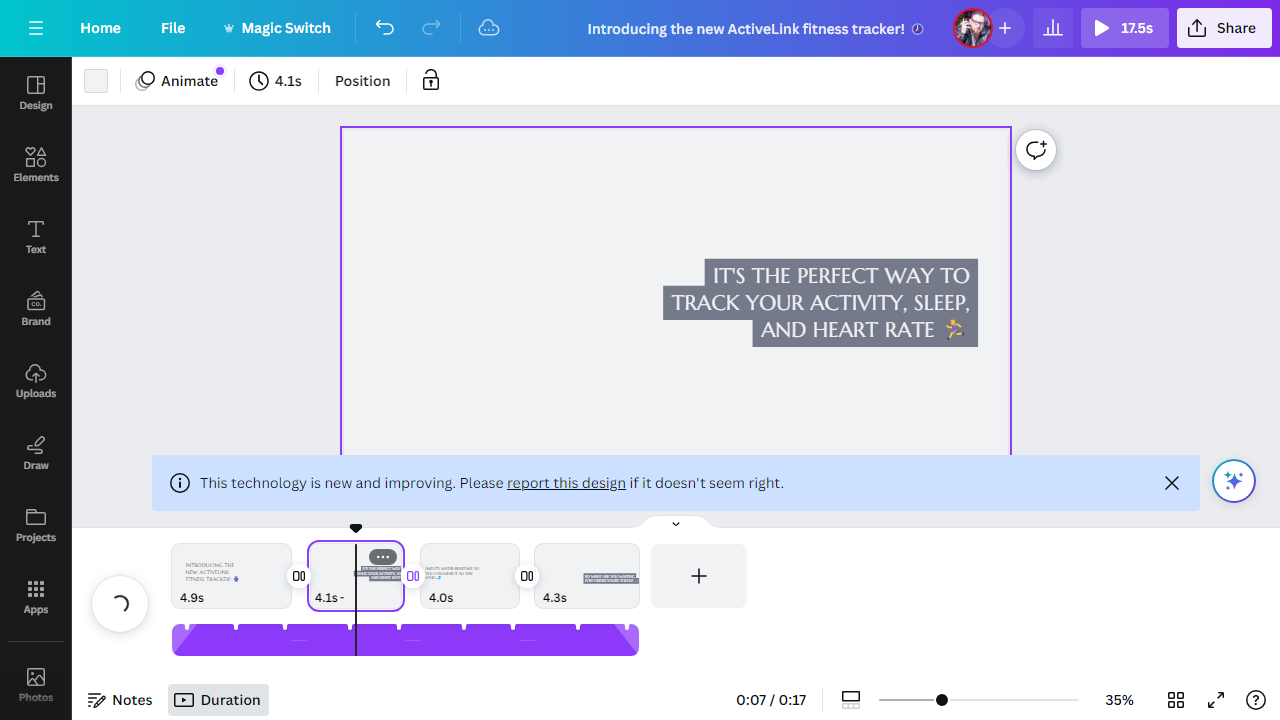 Home
File
Magic Switch
Introducing the new ActiveLink fitness tracker!
17.5s
Share
Design
Elements
Text
CO.
Brand
Uploads
Draw
Projects
Apps
Photos
Animate
4.1s
Position
IT'S THE PERFECT WAY TO
TRACK YOUR ACTIVITY, SLEEP,
AND HEART RATE 🏃
This technology is new and improving. Please report this design if it doesn't seem right.
INTRODUCING THE
NEW ACTIVELINK
FITNESS TRACKER!
4.9s
4.1s -
4.0s
4.3s
Notes
Duration
0:07 / 0:17
35%